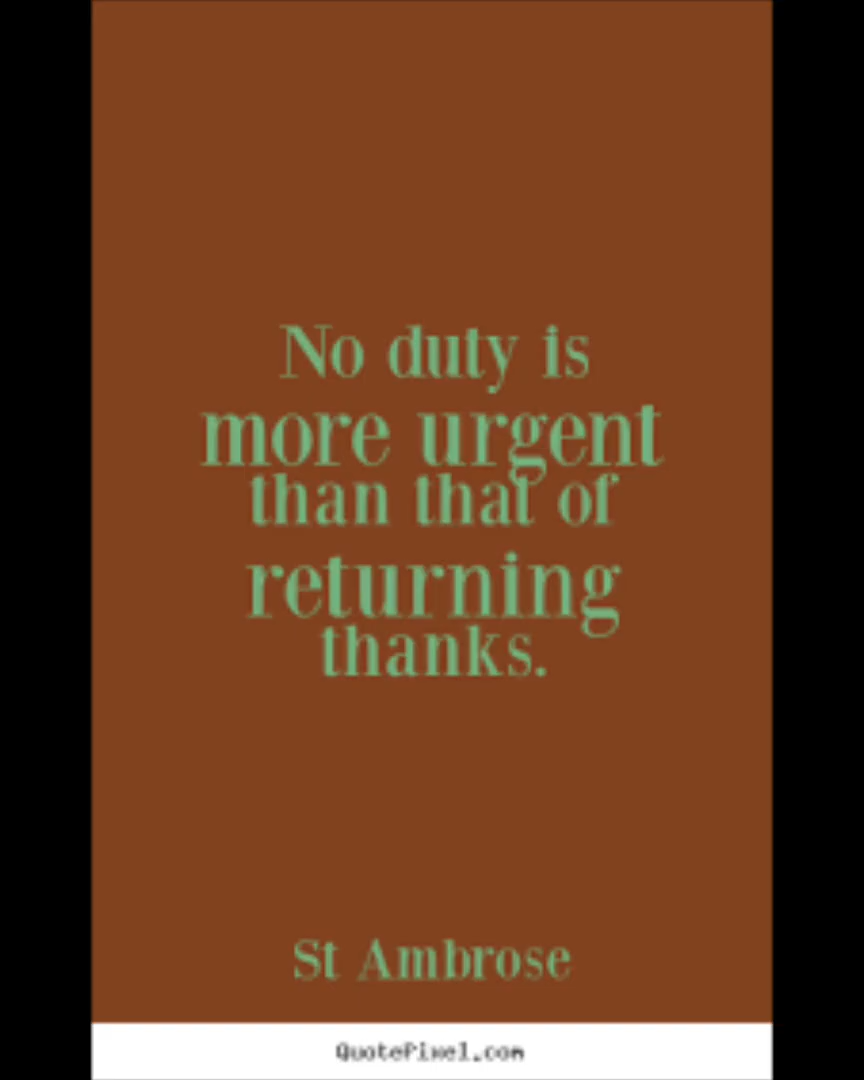 No duty is
more urgent
than that of
returning
thanks.
St Ambrose
QuotePixel.com